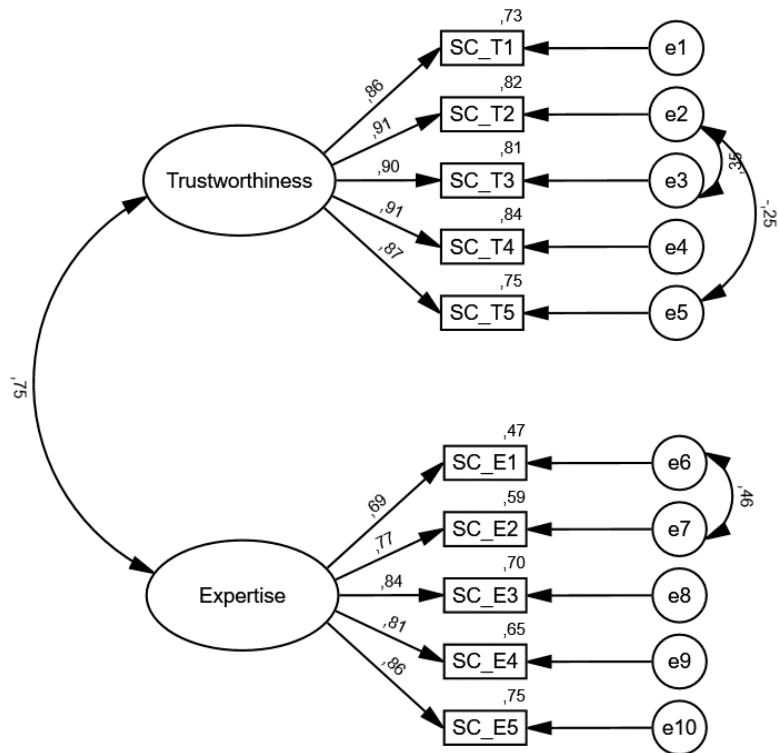 ,73
SC_T1
e1
,86
,82
SC_T2
e2
,91
,81
SC_T3
e3
,90
,35
-,25
Trustworthiness
,84
SC_T4
e4
,91
,75
SC_T5
e5
,87
,75
,47
SC_E1
e6
,69
,46
,59
SC_E2
e7
,77
,70
SC_E3
e8
,84
Expertise
,65
SC_E4
e9
,81
,75
SC_E5
e10
,86